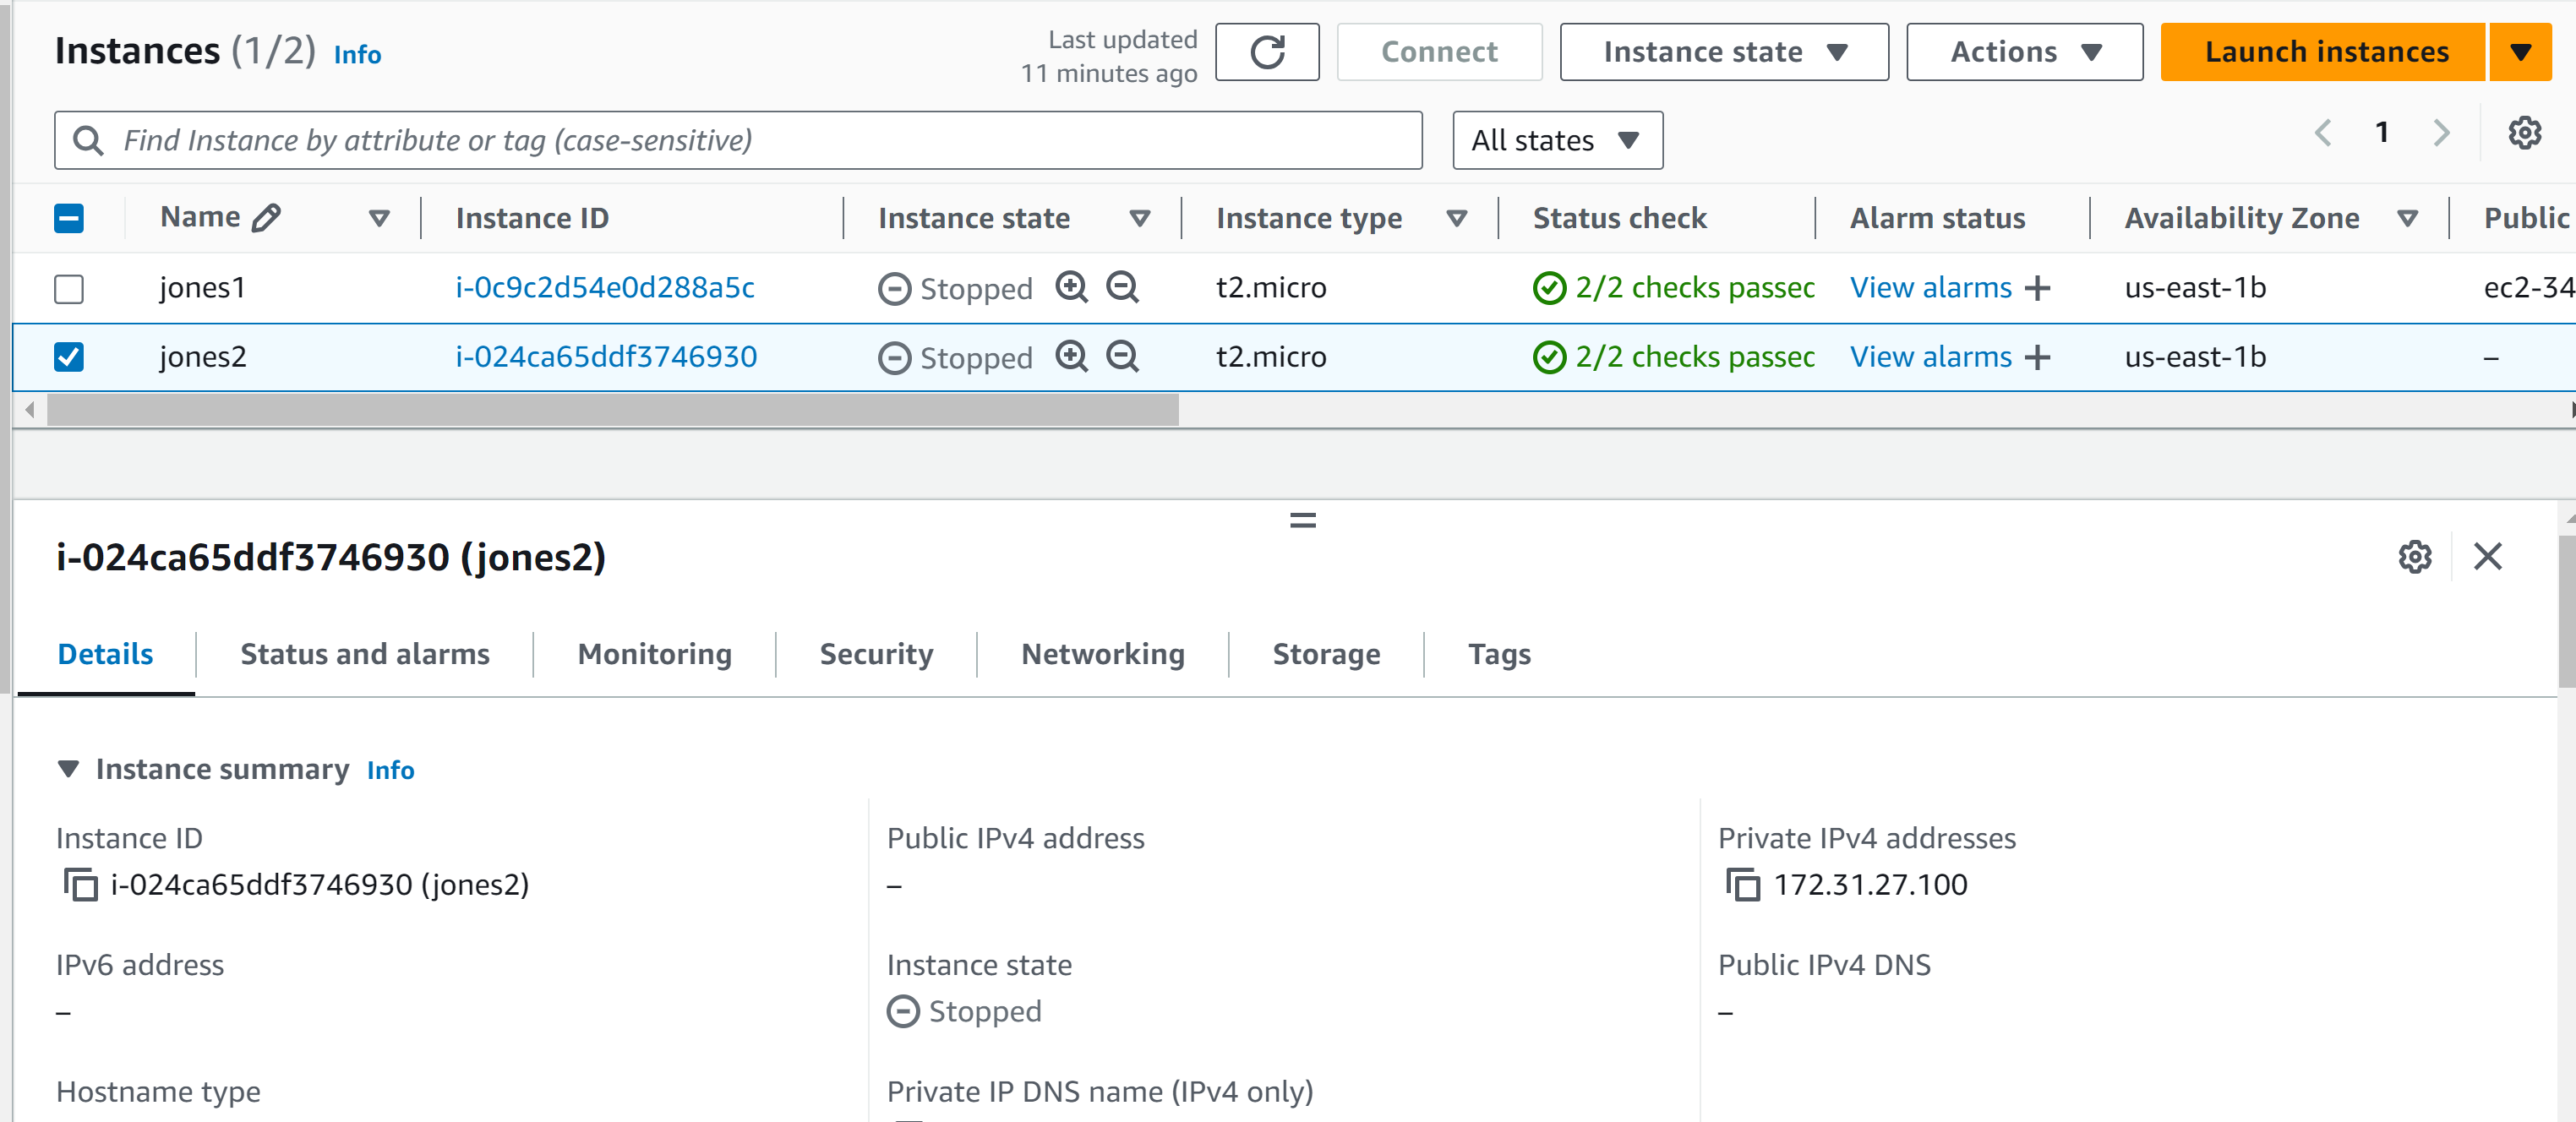 Instances (1/2) Info
Last updated
11 minutes ago
Connect
Instance state
Actions
Launch instances
Find Instance by attribute or tag (case-sensitive)
All states
1
Name Instance ID Instance state Instance type Status check Alarm status Availability Zone Public
jones1 i-0c9c2d54e0d288a5c Stopped t2.micro 2/2 checks passec View alarms + us-east-1b ec2-34
jones2 i-024ca65ddf3746930 Stopped t2.micro 2/2 checks passec View alarms + us-east-1b –
i-024ca65ddf3746930 (jones2)
Details Status and alarms Monitoring Security Networking Storage Tags
Instance summary Info
Instance ID
i-024ca65ddf3746930 (jones2)
Public IPv4 address
–
Private IPv4 addresses
172.31.27.100
IPv6 address
–
Instance state
Stopped
Public IPv4 DNS
–
Hostname type
Private IP DNS name (IPv4 only)